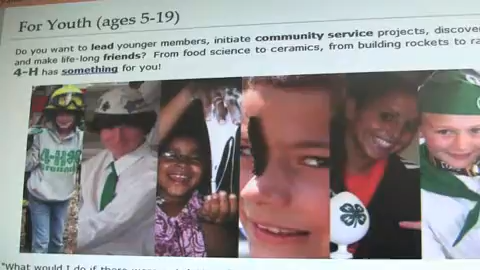 For Youth (ages 5-19)
Do you want to lead younger members, initiate community service projects, discover
and make life-long friends? From food science to ceramics, from building rockets to
4-H has something for you!
4-H
"What would I do if there